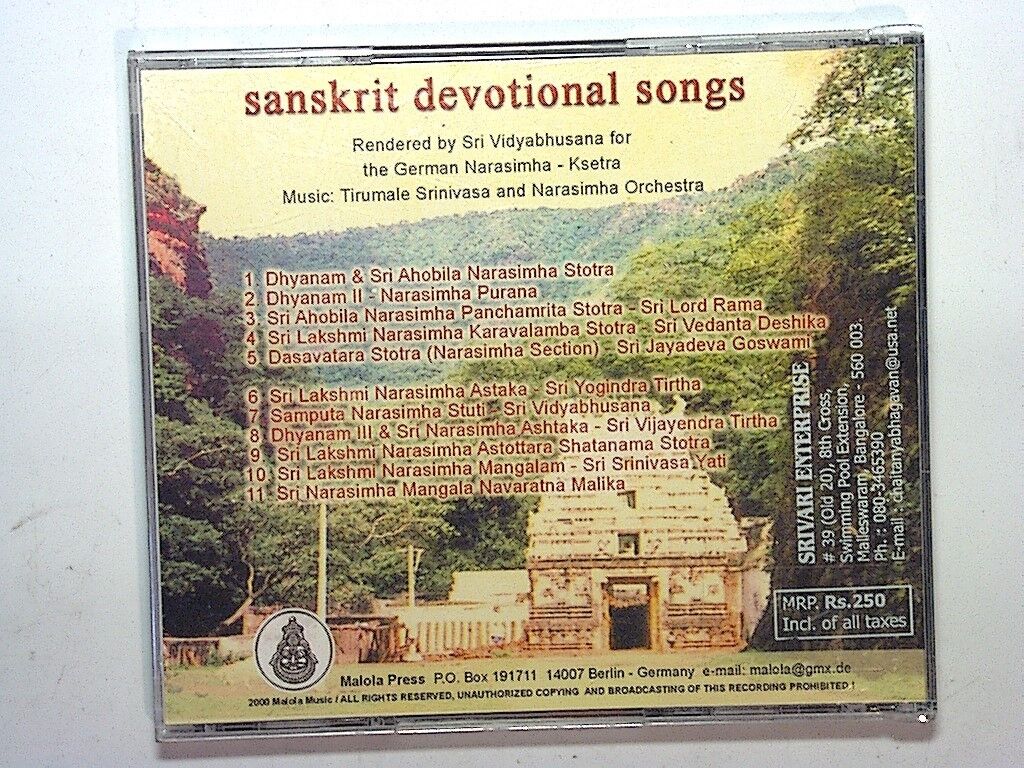 sanskrit devotional songs
Rendered by Sri Vidyabhusana for
the German Narasimha - Ksetra
Music: Tirumale Srinivasa and Narasimha Orchestra
1 Dhyanam & Sri Ahobila Narasimha Stotra
2 Dhyanam II - Narasimha Purana
3 Sri Ahobila Narasimha Panchamrita Stotra - Sri Lord Rama
4 Sri Lakshmi Narasimha Karavalamba Stotra - Sri Vedanta Deshika
5 Dasavatara Stotra (Narasimha Section) Sri Jayadeva Goswami
6 Sri Lakshmi Narasimha Astaka - Sri Yogindra Tirtha
7 Samputa Narasimha Stuti - Sri Vidyabhusana
8 Dhyanam III & Sri Narasimha Ashtaka - Sri Vijayendra Tirtha
9 Sri Lakshmi Narasimha Astottara Shatanama Stotra
10 Sri Lakshmi Narasimha Mangalam - Sri Srinivasa Yati
11 Sri Narasimha Mangala Navaratna Malika
SRIVARI ENTERPRISE
# 39 (Old 20), 8th Cross,
Swimming Pool Extension,
Malleswaram, Bangalore - 560 003.
Ph. : 080-3465390
E-mail : chaitanyabhagavan@usa.net
MRP. Rs.250
Incl. of all taxes
Malola Press P.O. Box 191711 14007 Berlin - Germany e-mail: malola@gmx.de
2000 Malola Music / ALL RIGHTS RESERVED, UNAUTHORIZED COPYING AND BROADCASTING OF THIS RECORDING PROHIBITED !